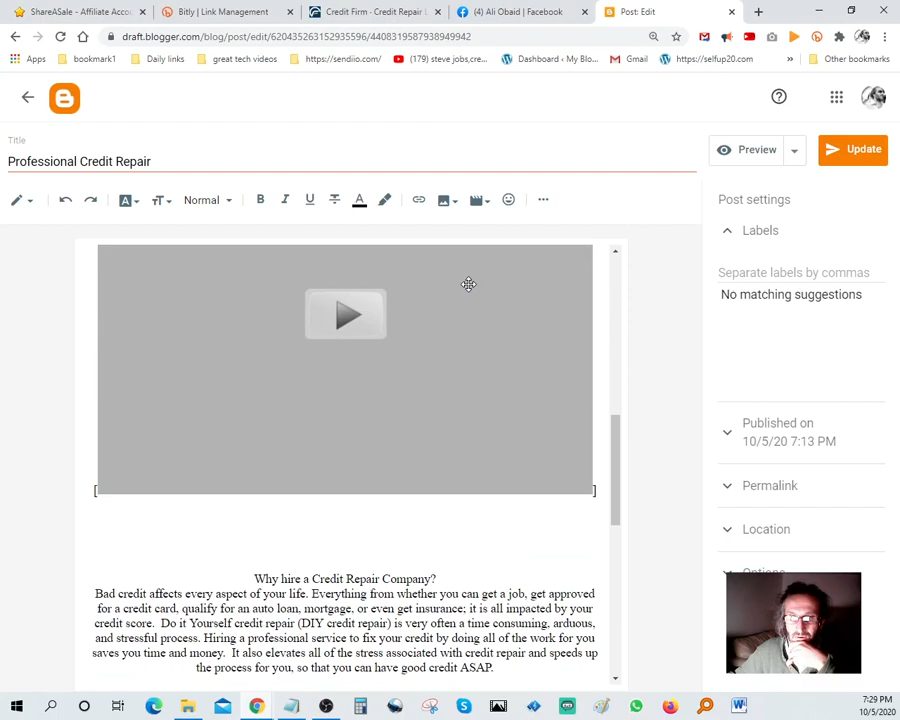 ShareASale - Affiliate Accou
Bitly | Link Management
Credit Firm - Credit Repair L
(4) Ali Obaid | Facebook
Post: Edit
draft.blogger.com/blog/post/edit/620435263152935596/4408319587938949942
Apps
bookmark1
Daily links
great tech videos
https://sendiio.com/
(179) steve jobs,cre...
Dashboard ‹ My Blo...
Gmail
https://selfup20.com
»
Other bookmarks
Title
Professional Credit Repair
Preview
Update
Normal
B I U
Post settings
Labels
Separate labels by commas
No matching suggestions
Published on
10/5/20 7:13 PM
Permalink
Location
Options
[ ]
Why hire a Credit Repair Company?
Bad credit affects every aspect of your life. Everything from whether you can get a job, get approved
for a credit card, qualify for an auto loan, mortgage, or even get insurance; it is all impacted by your
credit score.  Do it Yourself credit repair (DIY credit repair) is very often a time consuming, arduous,
and stressful process. Hiring a professional service to fix your credit by doing all of the work for you
saves you time and money.  It also elevates all of the stress associated with credit repair and speeds up
the process for you, so that you can have good credit ASAP.
7:29 PM
10/5/2020